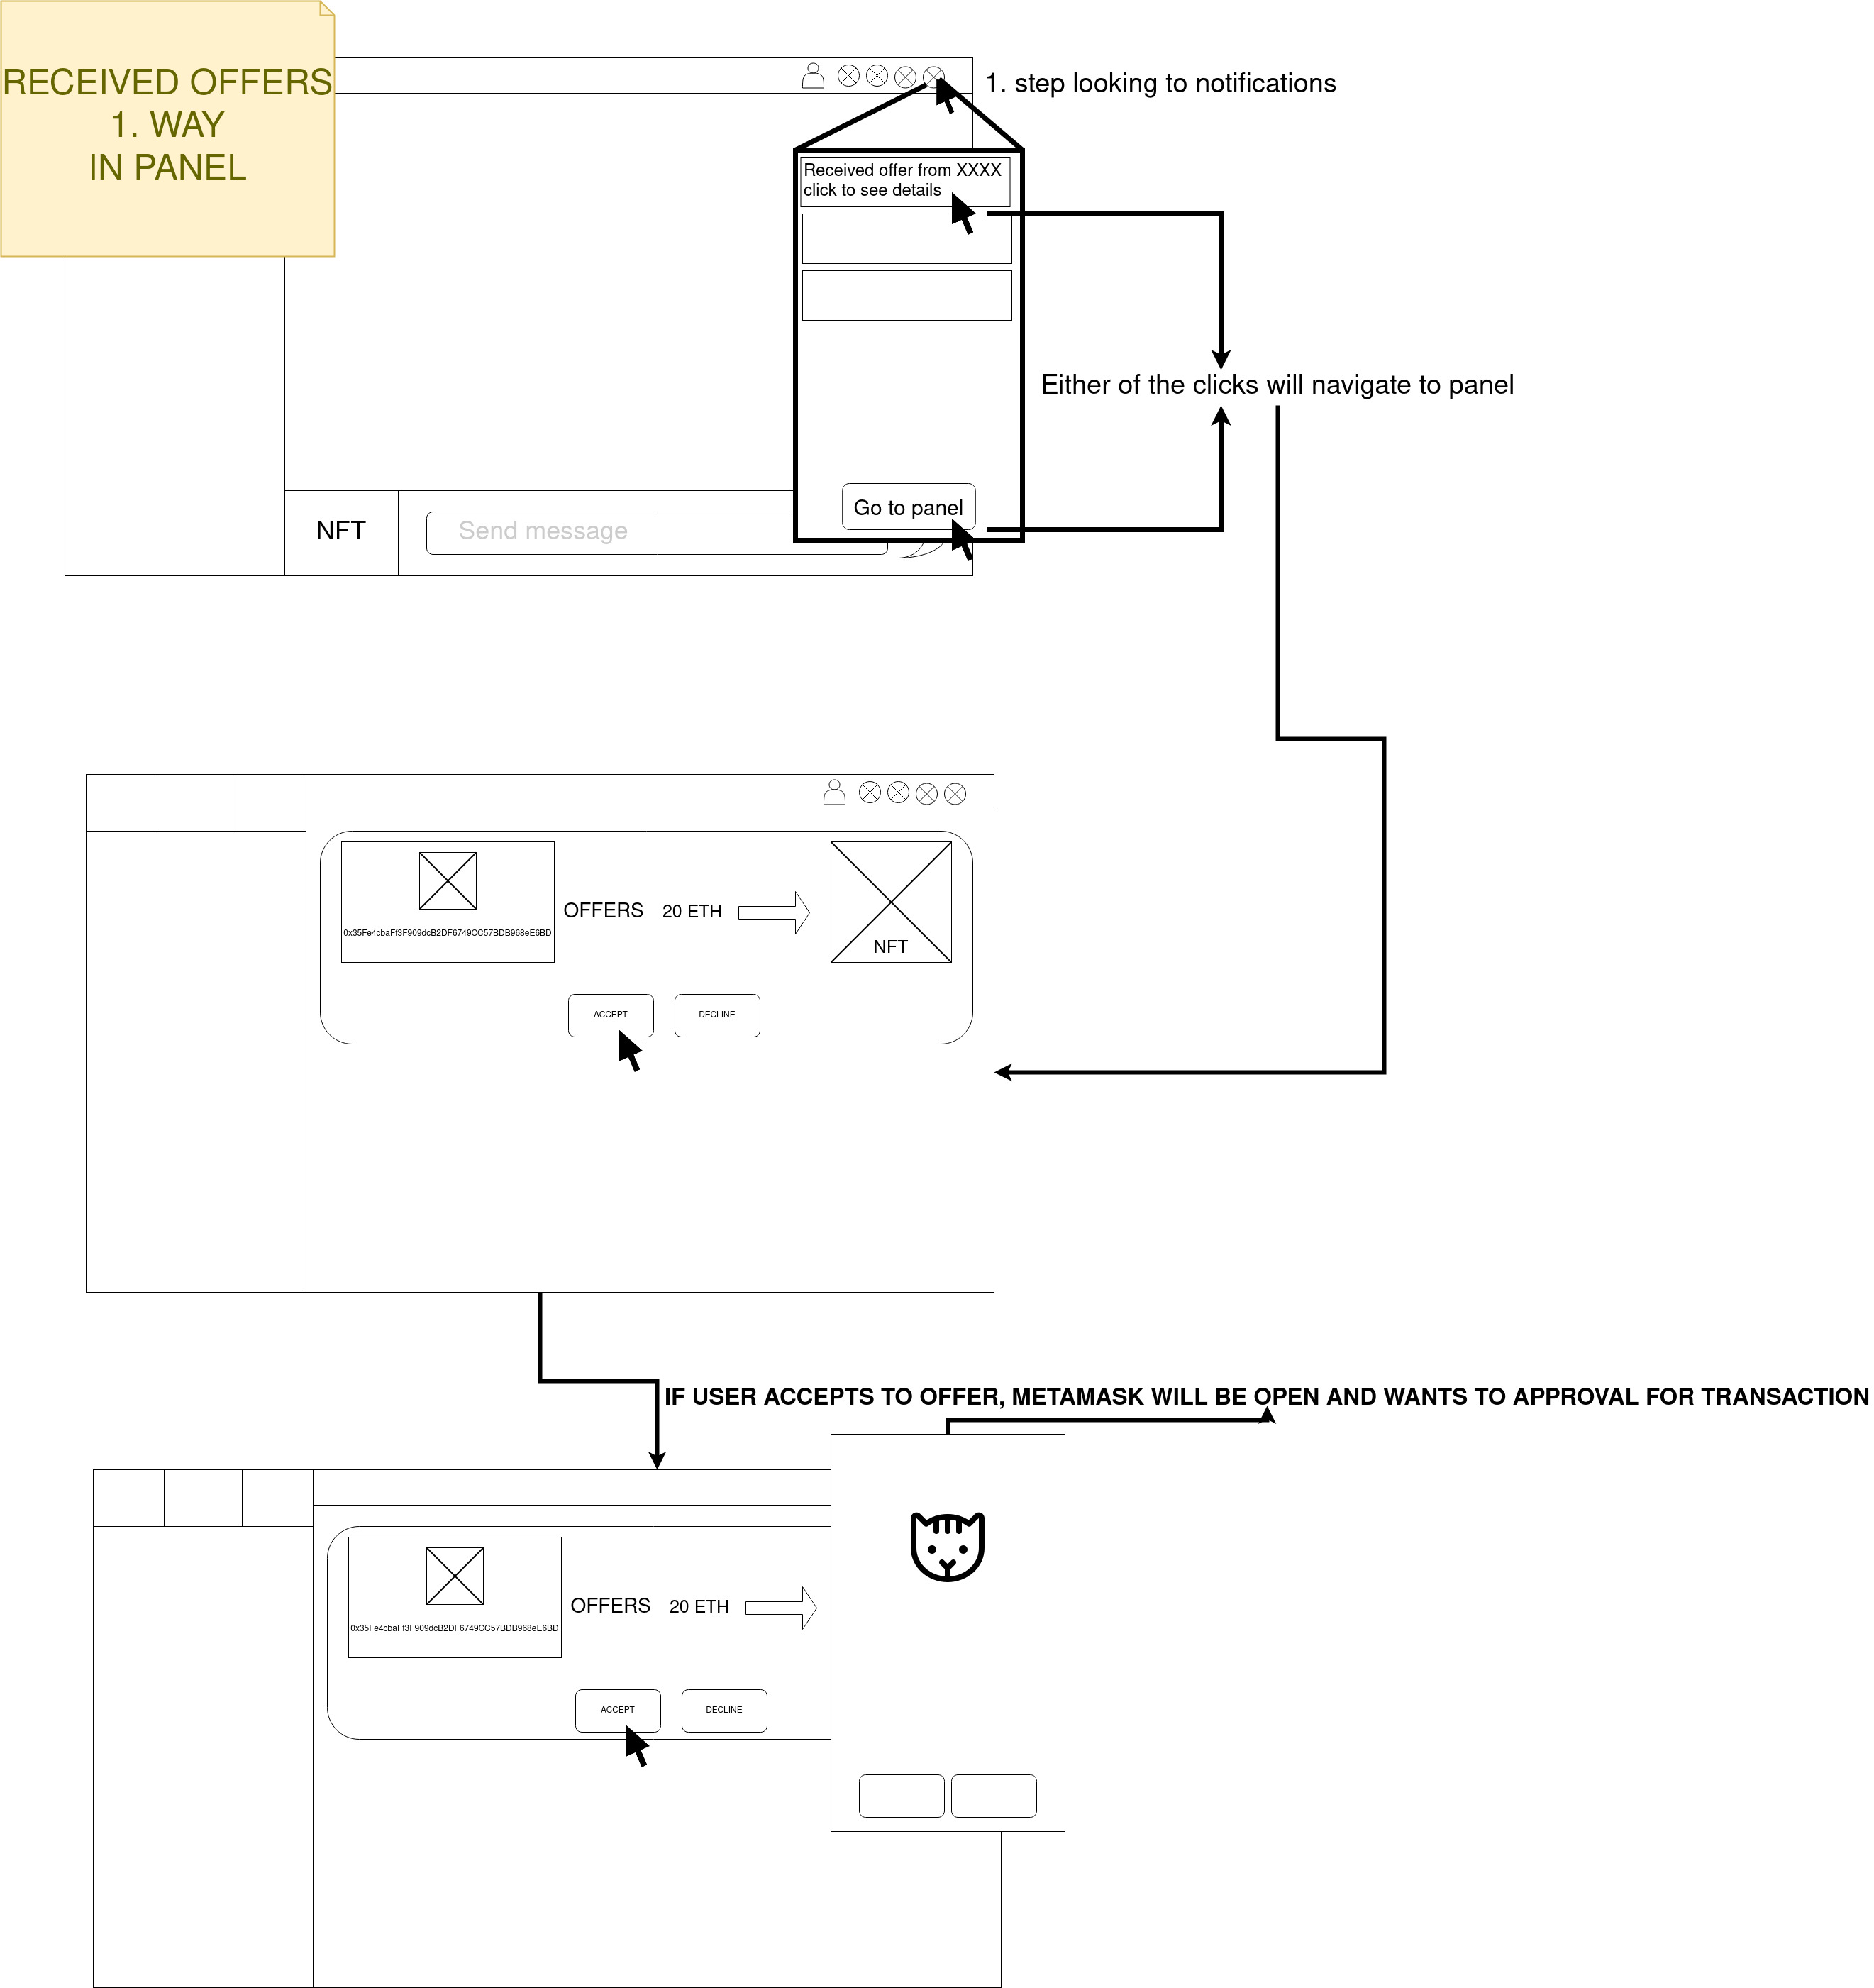 RECEIVED OFFERS
1. WAY
IN PANEL
1. step looking to notifications
Received offer from XXXX
click to see details
Either of the clicks will navigate to panel
Go to panel
NFT
Send message
OFFERS
20 ETH
0x35Fe4cbaFf3F909dcB2DF6749CC57BDB968eE6BD
NFT
ACCEPT
DECLINE
IF USER ACCEPTS TO OFFER, METAMASK WILL BE OPEN AND WANTS TO APPROVAL FOR TRANSACTION
OFFERS
20 ETH
0x35Fe4cbaFf3F909dcB2DF6749CC57BDB968eE6BD
ACCEPT
DECLINE